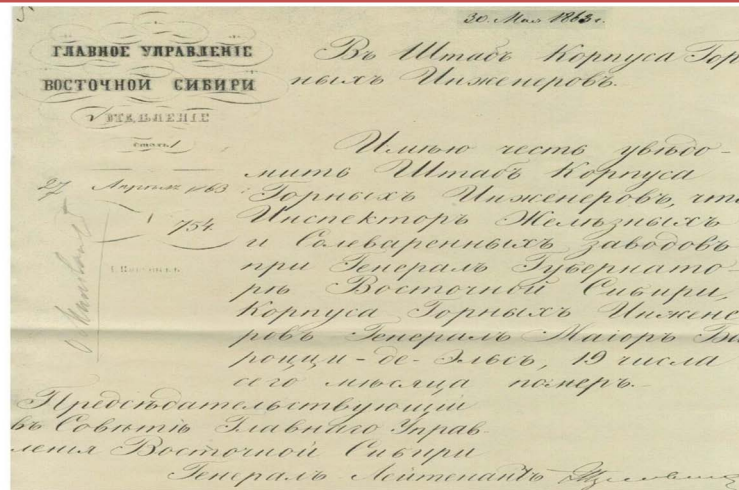 30. Мая 1863 г.
ГЛАВНОЕ УПРАВЛЕНІЕ
ВОСТОЧНОЙ СИБИРИ
ОТДѢЛЕНІЕ
27 Апрѣля 1863
754.
Г. Иркутскъ.
Въ Штабъ Корпуса Гор
ныхъ Инженеровъ.
Имѣю честь увѣдо-
мить Штабъ Корпуса
Горныхъ Инженеровъ, что
Инспекторъ Желѣзныхъ
и Солеваренныхъ заводовъ
при Генералъ Губернато-
рѣ Восточной Сибири,
Корпуса Горныхъ Инжене
ровъ Генералъ Маіоръ Ба
роцци-де-Эльсъ, 19 числа
сего мѣсяца померъ.
Предсѣдательствующій
въ Совѣтѣ Главнаго Управ-
ленія Восточной Сибири
Генералъ-Лейтенантъ